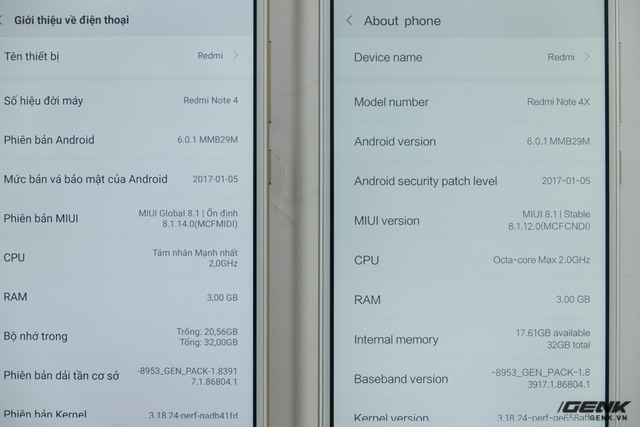 Giới thiệu về điện thoại
Tên thiết bị Redmi
Số hiệu đời máy Redmi Note 4
Phiên bản Android 6.0.1 MMB29M
Mức bản vá bảo mật của Android 2017-01-05
Phiên bản MIUI MIUI Global 8.1 | Ổn định
8.1.14.0(MCFMIDI)
CPU Tám nhân Mạnh nhất
2,0GHz
RAM 3,00 GB
Bộ nhớ trong Trống: 20,56GB
Tổng: 32,00GB
Phiên bản dải tần cơ sở -8953_GEN_PACK-1.8391
7.1.86804.1
Phiên bản Kernel 3.18.24-perf-gadb41fd
About phone
Device name Redmi
Model number Redmi Note 4X
Android version 6.0.1 MMB29M
Android security patch level 2017-01-05
MIUI version MIUI 8.1 | Stable
8.1.12.0(MCFCNDI)
CPU Octa-core Max 2.0GHz
RAM 3.00 GB
Internal memory 17.61GB available
32GB total
Baseband version -8953_GEN_PACK-1.8
3917.1.86804.1
Kernel version
GENK
GENK.VN